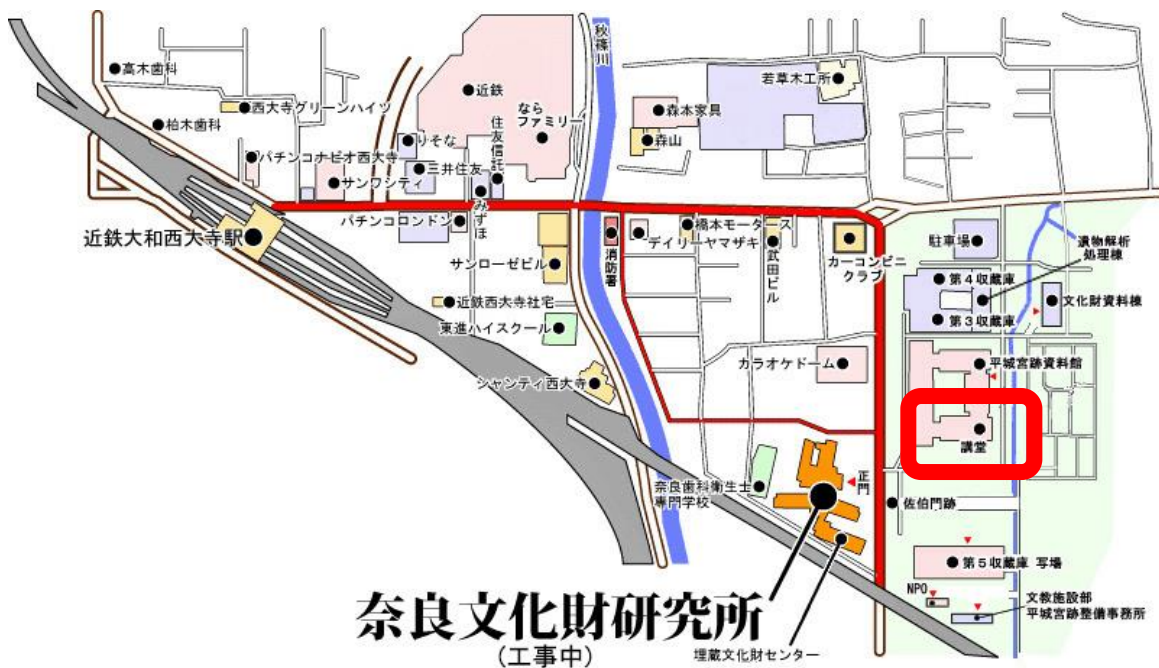 高木歯科
西大寺グリーンハイツ
柏木歯科
パチンコナビオ西大寺
サンワシティ
りそな
三井住友
近鉄
なら
ファミリー
住友信託
みずほ
パチンコロンドン
近鉄大和西大寺駅
秋篠川
森本家具
森山
若草木工所
サンローゼビル
近鉄西大寺社宅
東進ハイスクール
シャンティ西大寺
消防署
デイリーヤマザキ
橋本モータース
武田ビル
カーコンビニ
クラブ
カラオケドーム
駐車場
遺物解析
処理棟
第4収蔵庫
第3収蔵庫
文化財資料棟
平城宮跡資料館
講堂
奈良歯科衛生士
専門学校
正門
佐伯門跡
第5収蔵庫 写場
NPO
文教施設部
平城宮跡整備事務所
奈良文化財研究所
(工事中)
埋蔵文化財センター